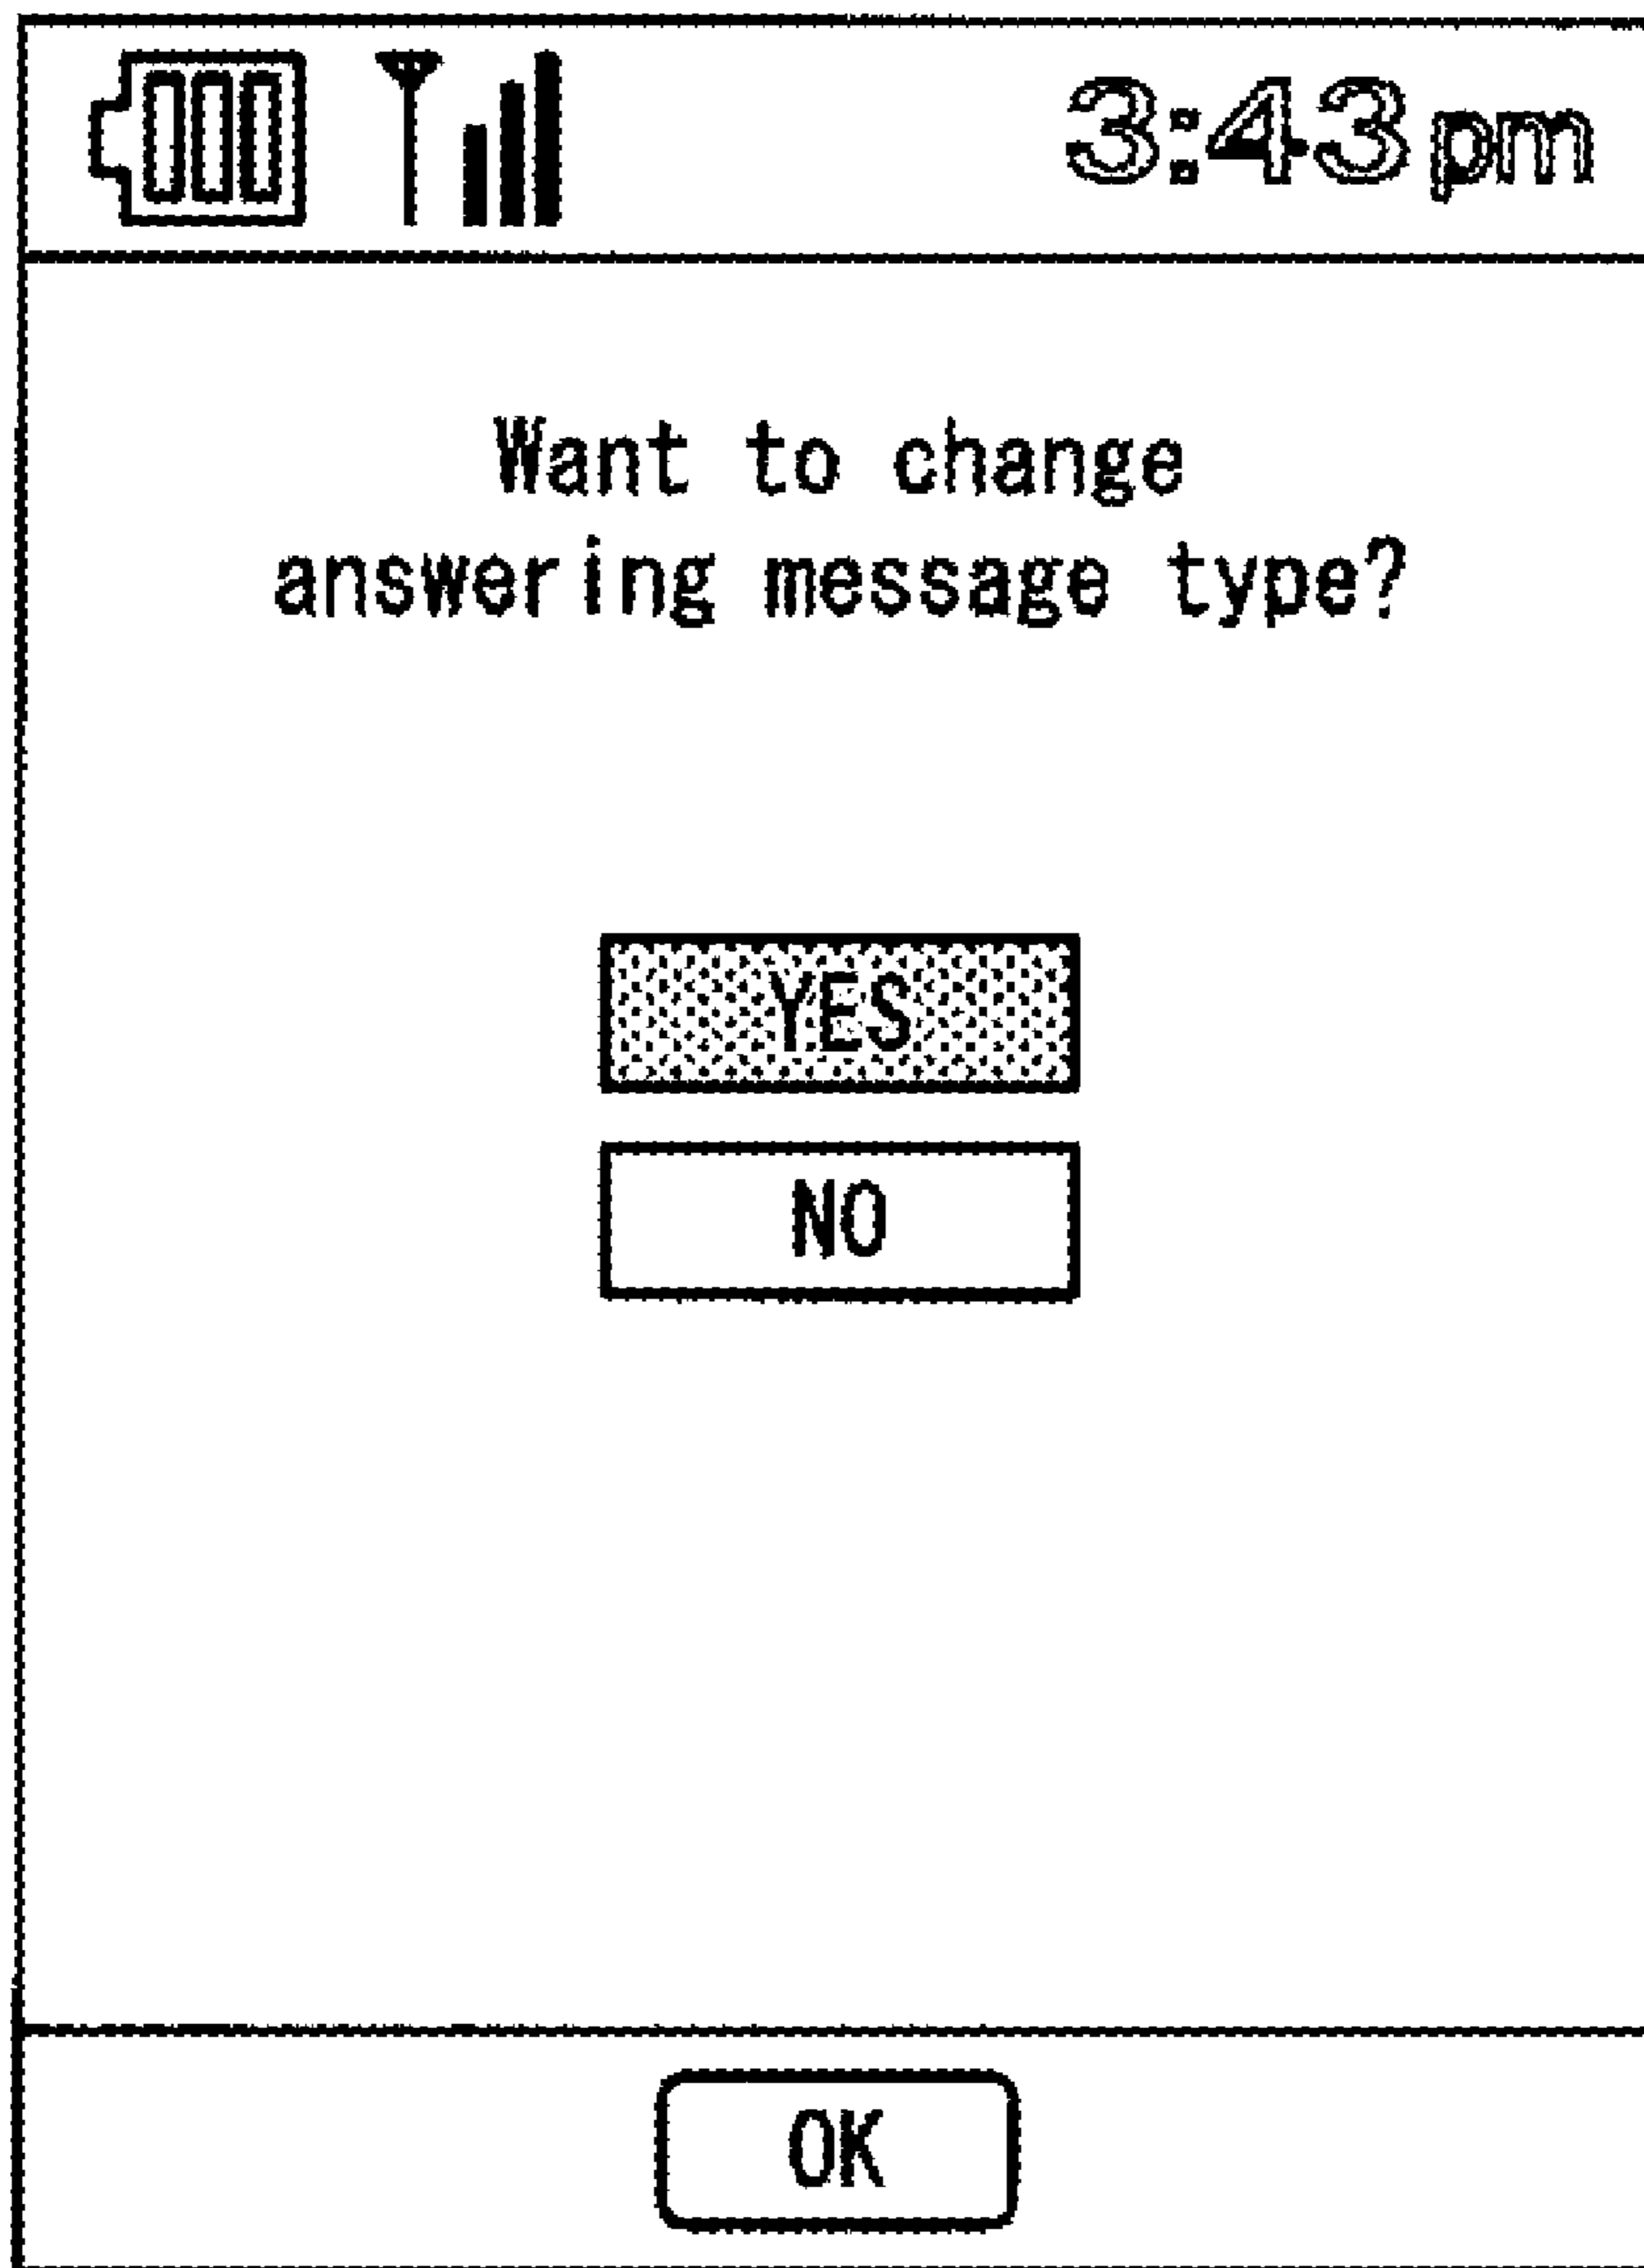 3:43pm
Want to change
answering message type?
YES
NO
OK